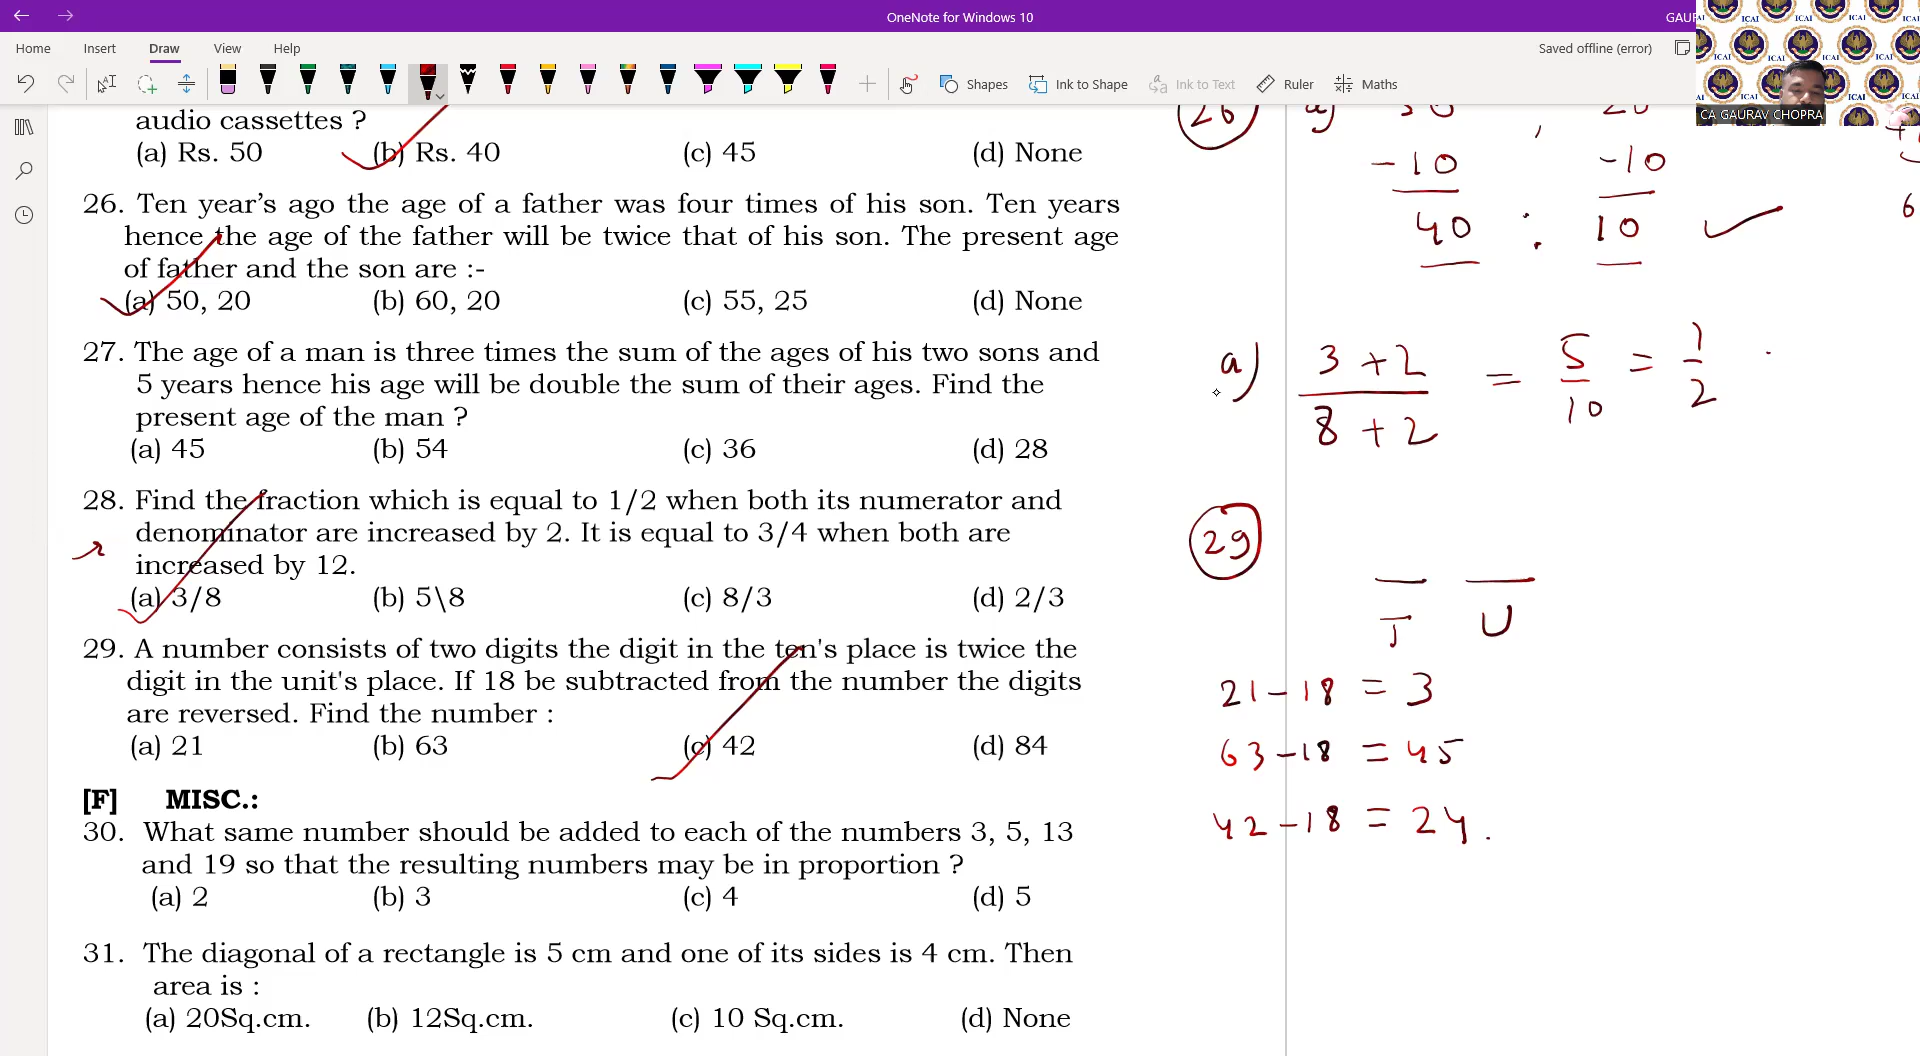 OneNote for Windows 10
GAUR
ICAI ICAI ICAI ICAI
Home Insert Draw View Help
Saved offline (error)
Shapes Ink to Shape Ink to Text Ruler Maths
CA GAURAV CHOPRA
audio cassettes ?
(a) Rs. 50 (b) Rs. 40 (c) 45 (d) None
26. Ten year's ago the age of a father was four times of his son. Ten years
hence the age of the father will be twice that of his son. The present age
of father and the son are :-
(a) 50, 20 (b) 60, 20 (c) 55, 25 (d) None
27. The age of a man is three times the sum of the ages of his two sons and
5 years hence his age will be double the sum of their ages. Find the
present age of the man ?
(a) 45 (b) 54 (c) 36 (d) 28
28. Find the fraction which is equal to 1/2 when both its numerator and
denominator are increased by 2. It is equal to 3/4 when both are
increased by 12.
(a) 3/8 (b) 5\8 (c) 8/3 (d) 2/3
29. A number consists of two digits the digit in the ten's place is twice the
digit in the unit's place. If 18 be subtracted from the number the digits
are reversed. Find the number :
(a) 21 (b) 63 (c) 42 (d) 84
[F] MISC.:
30. What same number should be added to each of the numbers 3, 5, 13
and 19 so that the resulting numbers may be in proportion ?
(a) 2 (b) 3 (c) 4 (d) 5
31. The diagonal of a rectangle is 5 cm and one of its sides is 4 cm. Then
area is :
(a) 20Sq.cm. (b) 12Sq.cm. (c) 10 Sq.cm. (d) None
26 a) 50 , 20
-10 -10
40 : 10
6
a) 3 + 2 = 5 = 1
8 + 2 10 2
29
T U
21 - 18 = 3
63 - 18 = 45
42 - 18 = 24.